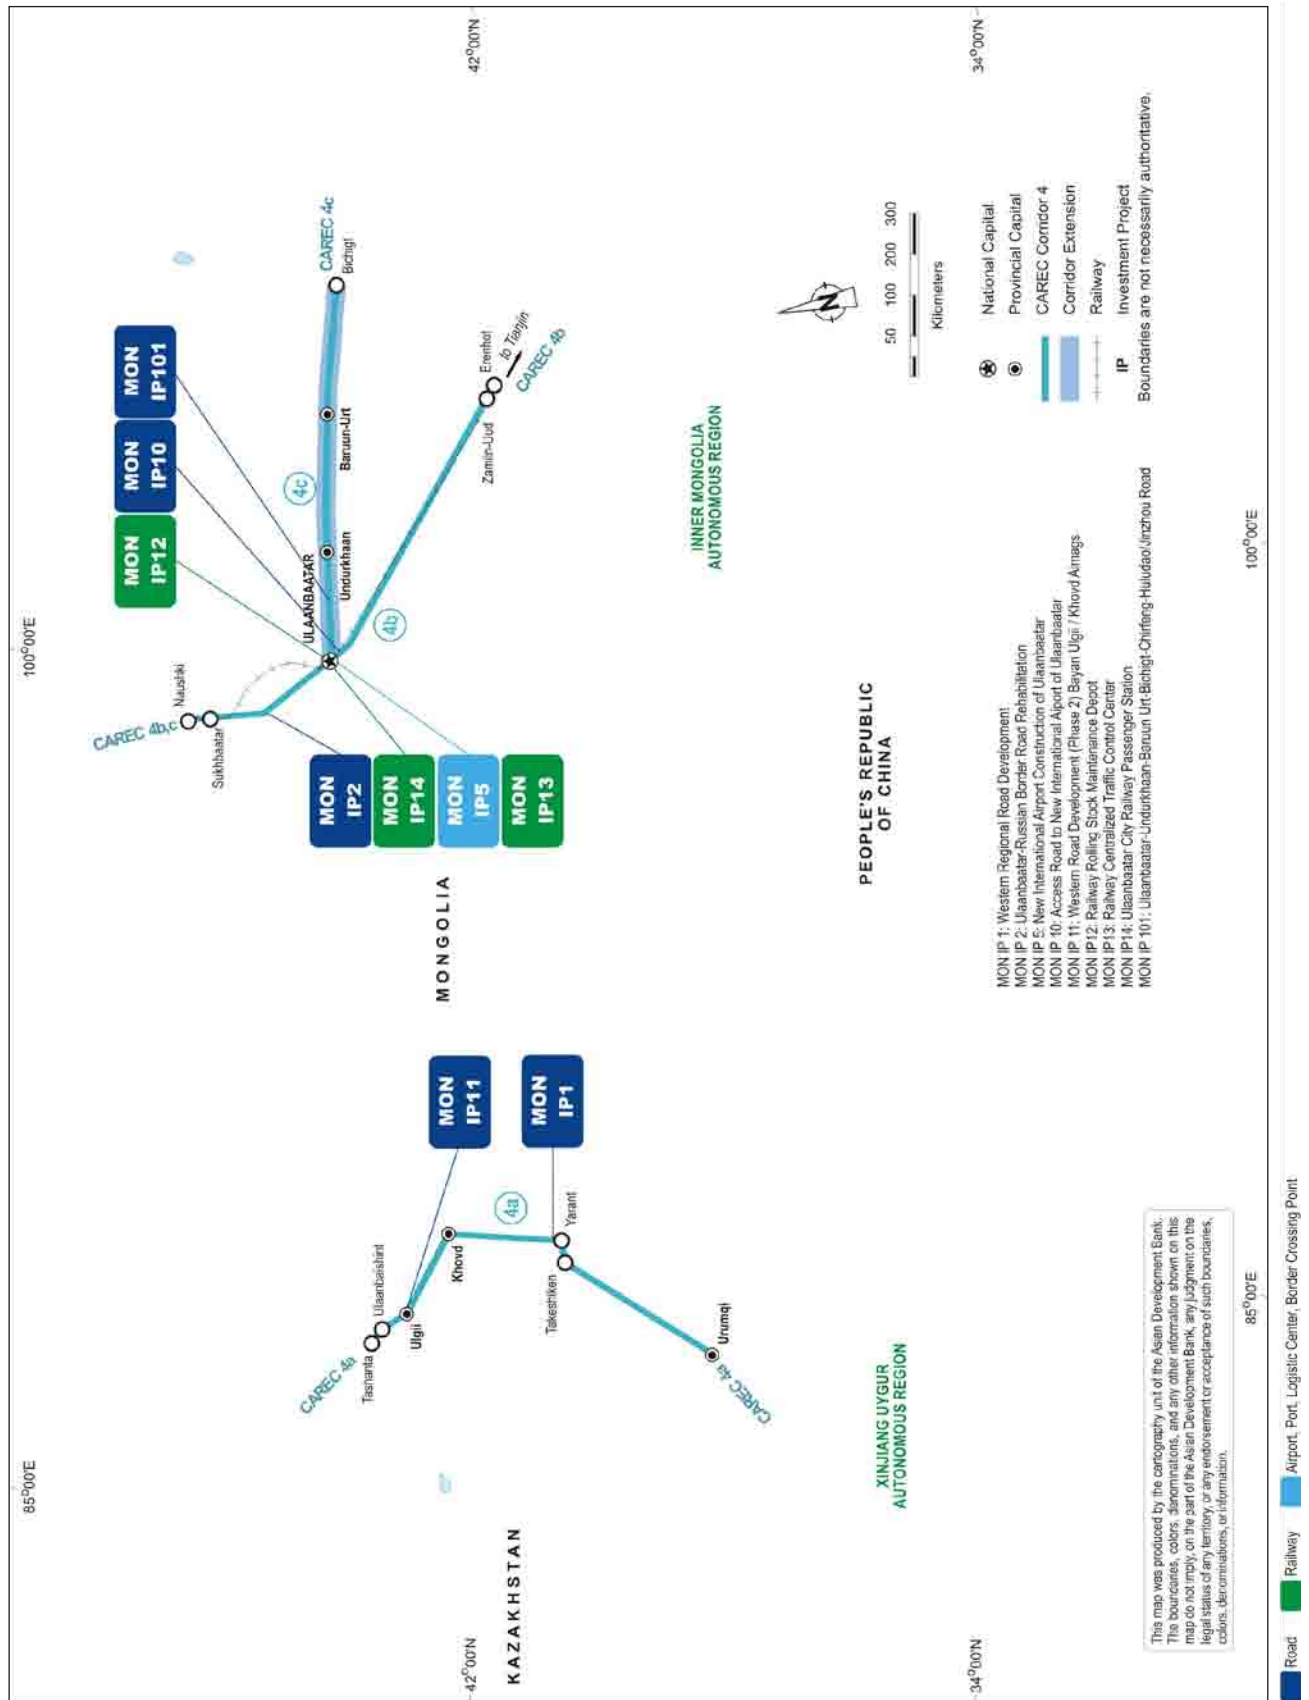 85°00'E
100°00'E
CAREC 4b,c
Naushki
Sukhbaatar
MON
IP12
MON
IP10
MON
IP101
ULAANBAATAR
Undurkhaan
4c
Baruun-Urt
CAREC 4c
Bichigt
CAREC 4a
Tashanta
Ulaanbaishint
Ulgii
MON
IP2
MON
IP14
MON
IP5
MON
IP13
4b
42°00'N
KAZAKHSTAN
Khovd
MONGOLIA
MON
IP11
4a
Zamiin-Uud
Erenhot
to Tianjin
CAREC 4b
42°00'N
Takeshiken
Yarant
MON
IP1
Urumqi
CAREC 4a
INNER MONGOLIA
AUTONOMOUS REGION
XINJIANG UYGUR
AUTONOMOUS REGION
PEOPLE'S REPUBLIC
OF CHINA
N
50 100 200 300
Kilometers
34°00'N
34°00'N
MON IP 1: Western Regional Road Development
MON IP 2: Ulaanbaatar-Russian Border Road Rehabilitation
MON IP 5: New International Airport Construction of Ulaanbaatar
MON IP 10: Access Road to New International Aiport of Ulaanbaatar
MON IP 11: Western Road Development (Phase 2) Bayan Ulgii / Khovd Aimags
MON IP12: Railway Rolling Stock Maintenance Depot
MON IP13: Railway Centralized Traffic Control Center
MON IP14: Ulaanbaatar City Railway Passenger Station
MON IP 101: Ulaanbaatar-Undurkhaan-Baruun Urt-Bichigt-Chirfeng-Huludao/Jinzhou Road
National Capital
Provincial Capital
CAREC Corridor 4
Corridor Extension
Railway
IP Investment Project
Boundaries are not necessarily authoritative.
This map was produced by the cartography unit of the Asian Development Bank.
The boundaries, colors, denominations, and any other information shown on this
map do not imply, on the part of the Asian Development Bank, any judgment on the
legal status of any territory, or any endorsement or acceptance of such boundaries,
colors, denominations, or information.
85°00'E
100°00'E
Road
Railway
Airport, Port, Logistic Center, Border Crossing Point